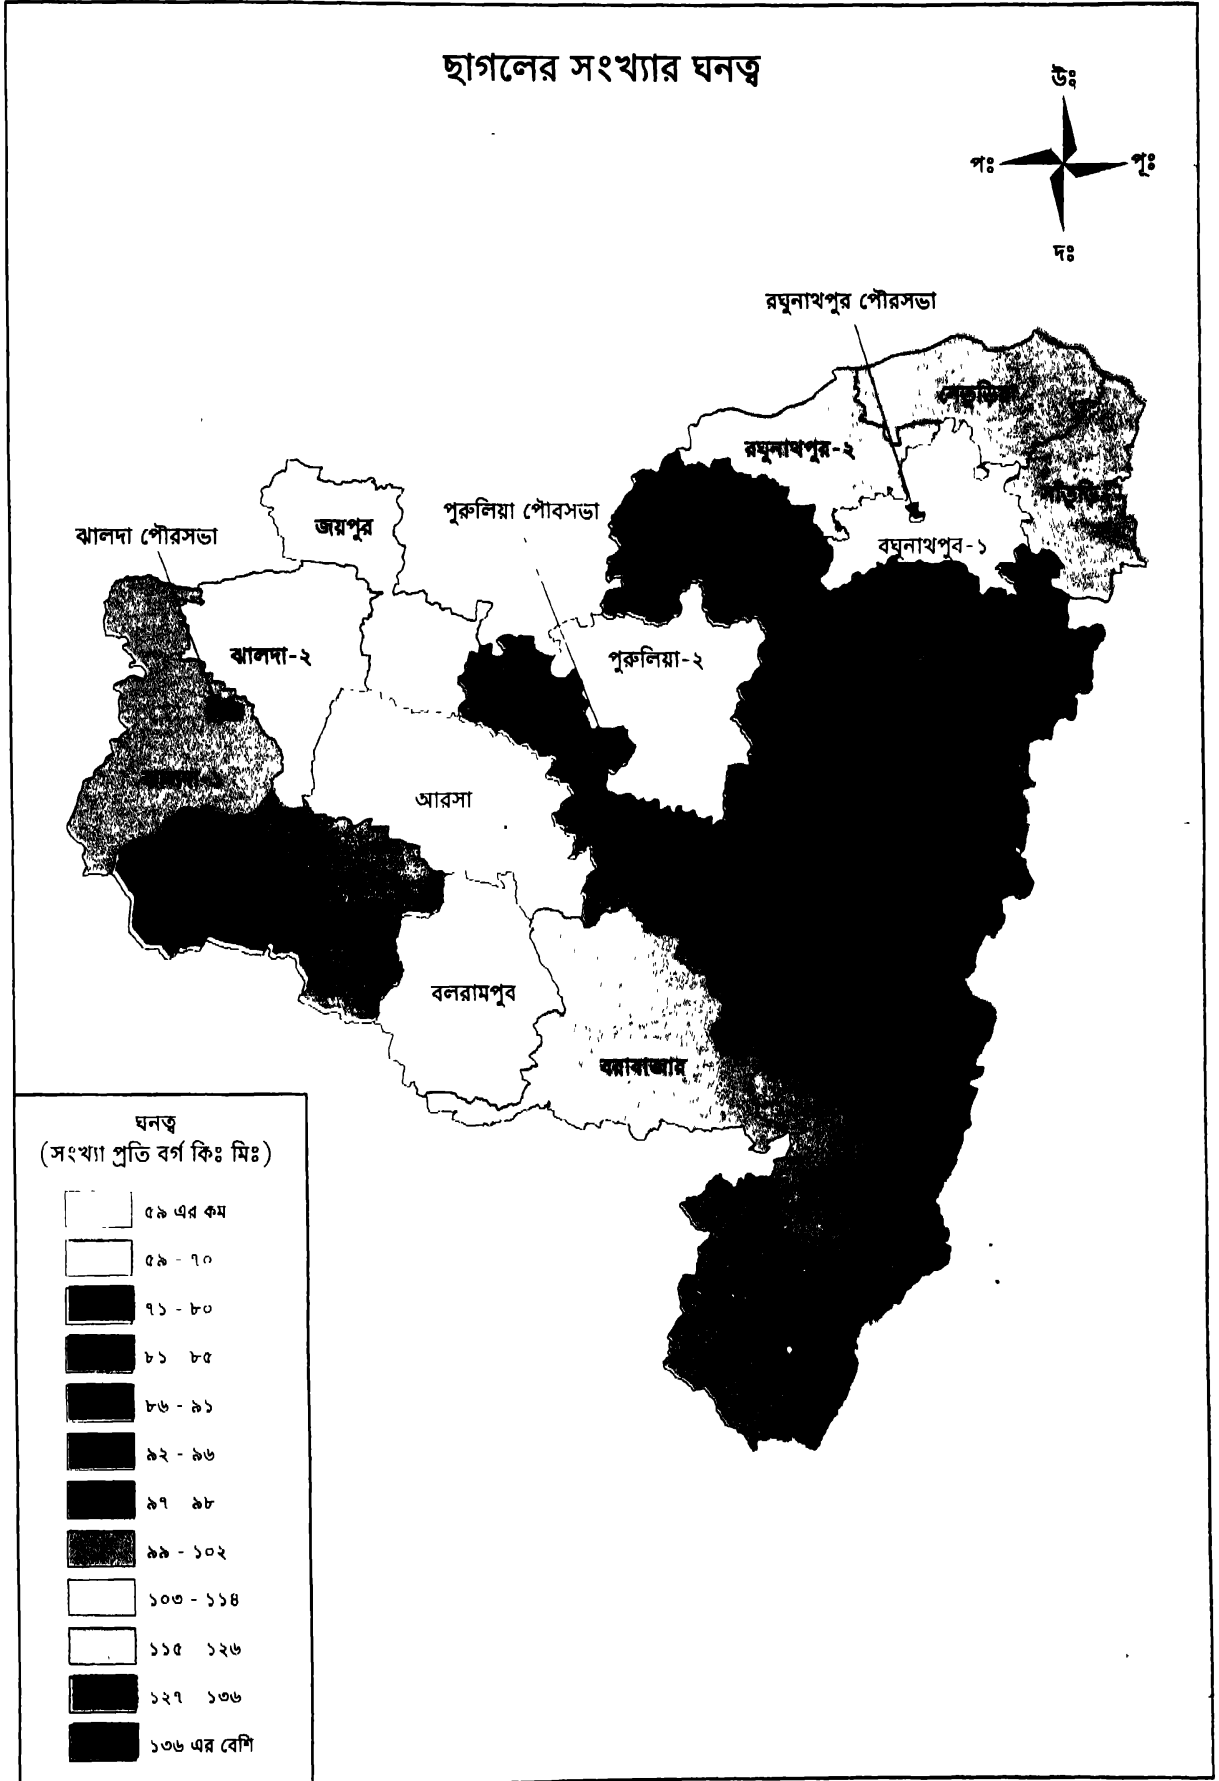 ছাগলের সংখ্যার ঘনত্ব
উঃ
পঃ
পূঃ
দঃ
রঘুনাথপুর পৌরসভা
রঘুনাথপুর-২
পুরুলিয়া পৌবসভা
জয়পুর
ঝালদা পৌরসভা
বঘুনাথপুব-১
ঝালদা-২
পুরুলিয়া-২
আরসা
বলরামপুব
বরাবাজার
ঘনত্ব
(সংখ্যা প্রতি বর্গ কিঃ মিঃ)
৫৯ এর কম
৫৯ - ৭০
৭১ - ৮০
৮১ ৮৫
৮৬ - ৯১
৯২ - ৯৬
৯৭ ৯৮
৯৯ - ১০২
১০৩ - ১১৪
১১৫ ১২৬
১২৭ ১৩৬
১৩৬ এর বেশি